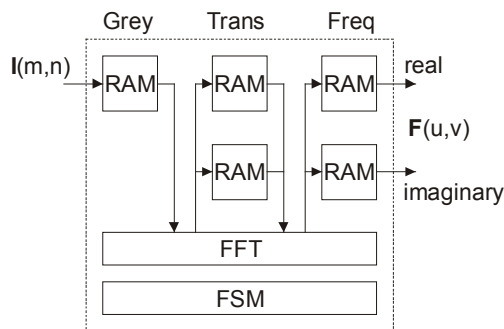 Grey Trans Freq
I(m,n) RAM RAM RAM real
F(u,v)
RAM RAM
imaginary
FFT
FSM